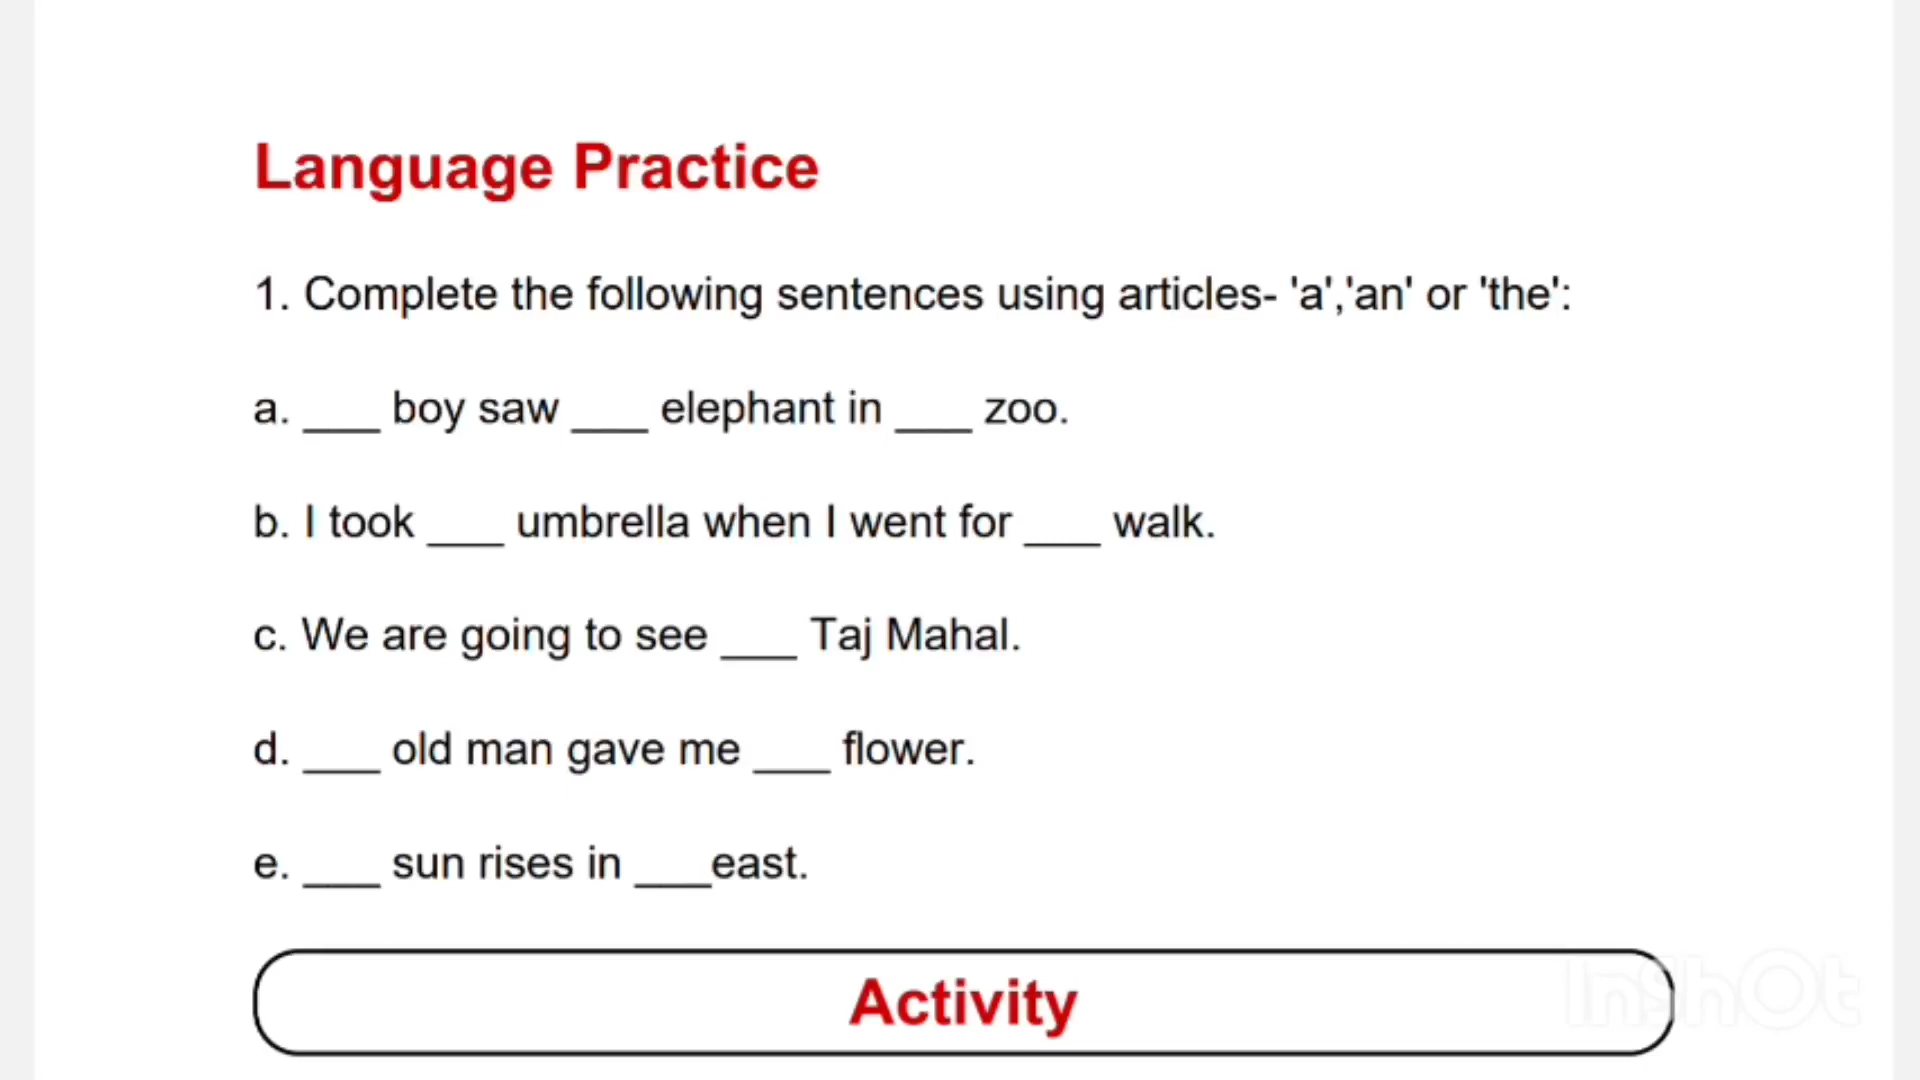 Language Practice
1. Complete the following sentences using articles- 'a','an' or 'the':
a. ___ boy saw ___ elephant in ___ zoo.
b. I took ___ umbrella when I went for ___ walk.
c. We are going to see ___ Taj Mahal.
d. ___ old man gave me ___ flower.
e. ___ sun rises in ___east.
Activity
InShOt